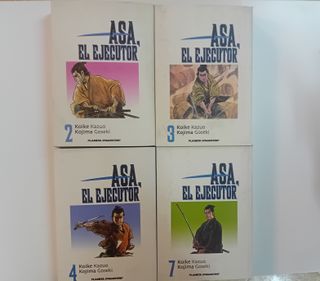 ASA,
EL EJECUTOR
2
Koike Kazuo
Kojima Goseki
PLANETA DEAGOSTINI
ASA,
EL EJECUTOR
3
Koike Kazuo
Kojima Goseki
PLANETA DEAGOSTINI
ASA,
EL EJECUTOR
4
Koike Kazuo
Kojima Goseki
PLANETA DEAGOSTINI
ASA,
EL EJECUTOR
7
Koike Kazuo
Kojima Goseki
PLANETA DEAGOSTINI